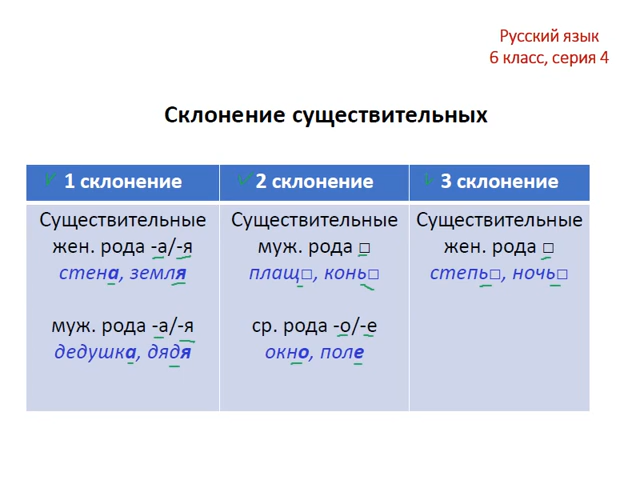 Русский язык
6 класс, серия 4
Склонение существительных
1 склонение
2 склонение
3 склонение
Существительные
жен. рода -а/-я
стена, земля
муж. рода -а/-я
дедушка, дядя
Существительные
муж. рода □
плащ□, конь□
ср. рода -о/-е
окно, поле
Существительные
жен. рода □
степь□, ночь□